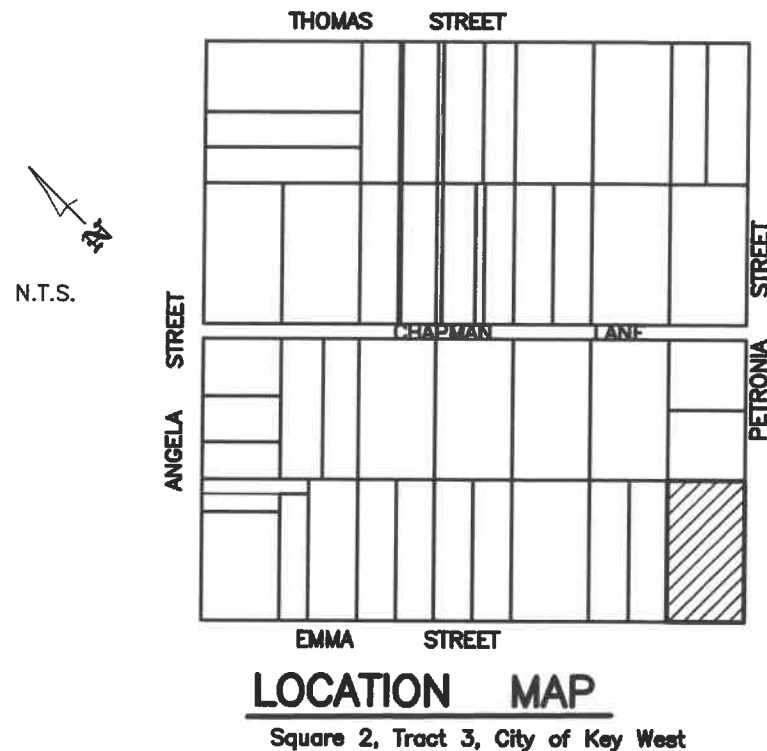 THOMAS STREET
N
N.T.S.
ANGELA STREET
CHAPMAN LANE
PETRONIA STREET
EMMA STREET
LOCATION MAP
Square 2, Tract 3, City of Key West